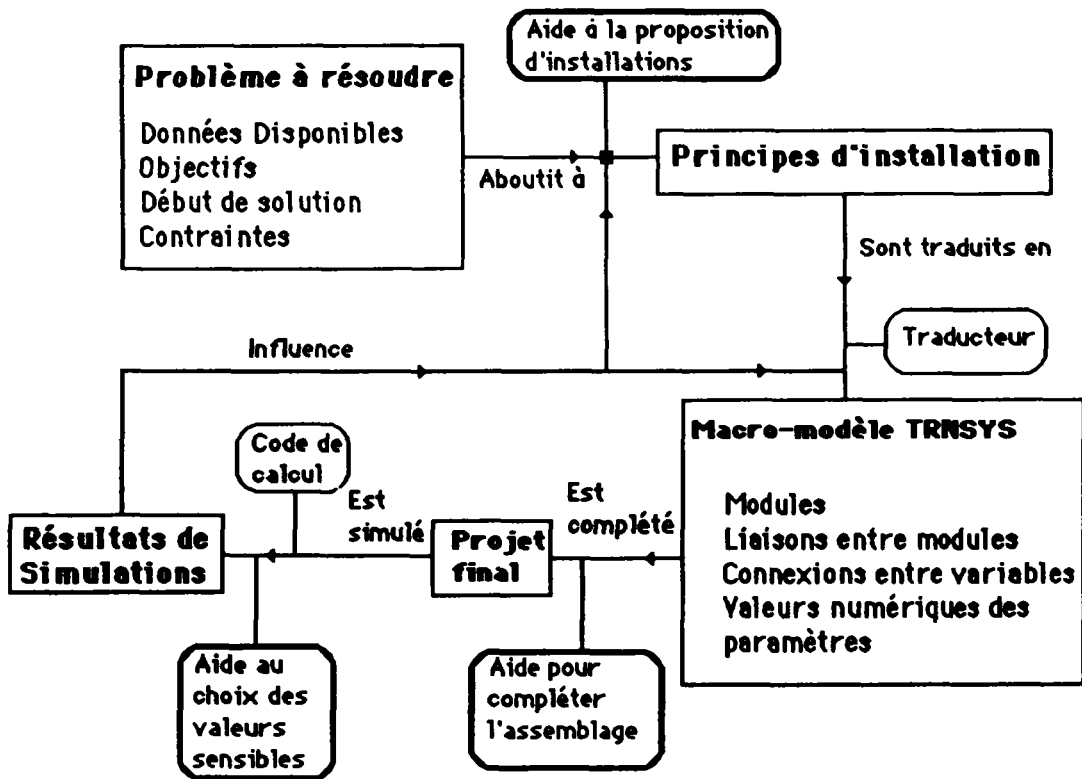 Aide à la proposition
d'installations
Problème à résoudre
Données Disponibles
Objectifs
Début de solution
Contraintes
Aboutit à
Principes d'installation
Sont traduits en
Traducteur
Influence
Macro-modèle TRNSYS
Modules
Liaisons entre modules
Connexions entre variables
Valeurs numériques des
paramètres
Est
complété
Code de
calcul
Est
simulé
Projet
final
Résultats de
Simulations
Aide au
choix des
valeurs
sensibles
Aide pour
compléter
l'assemblage